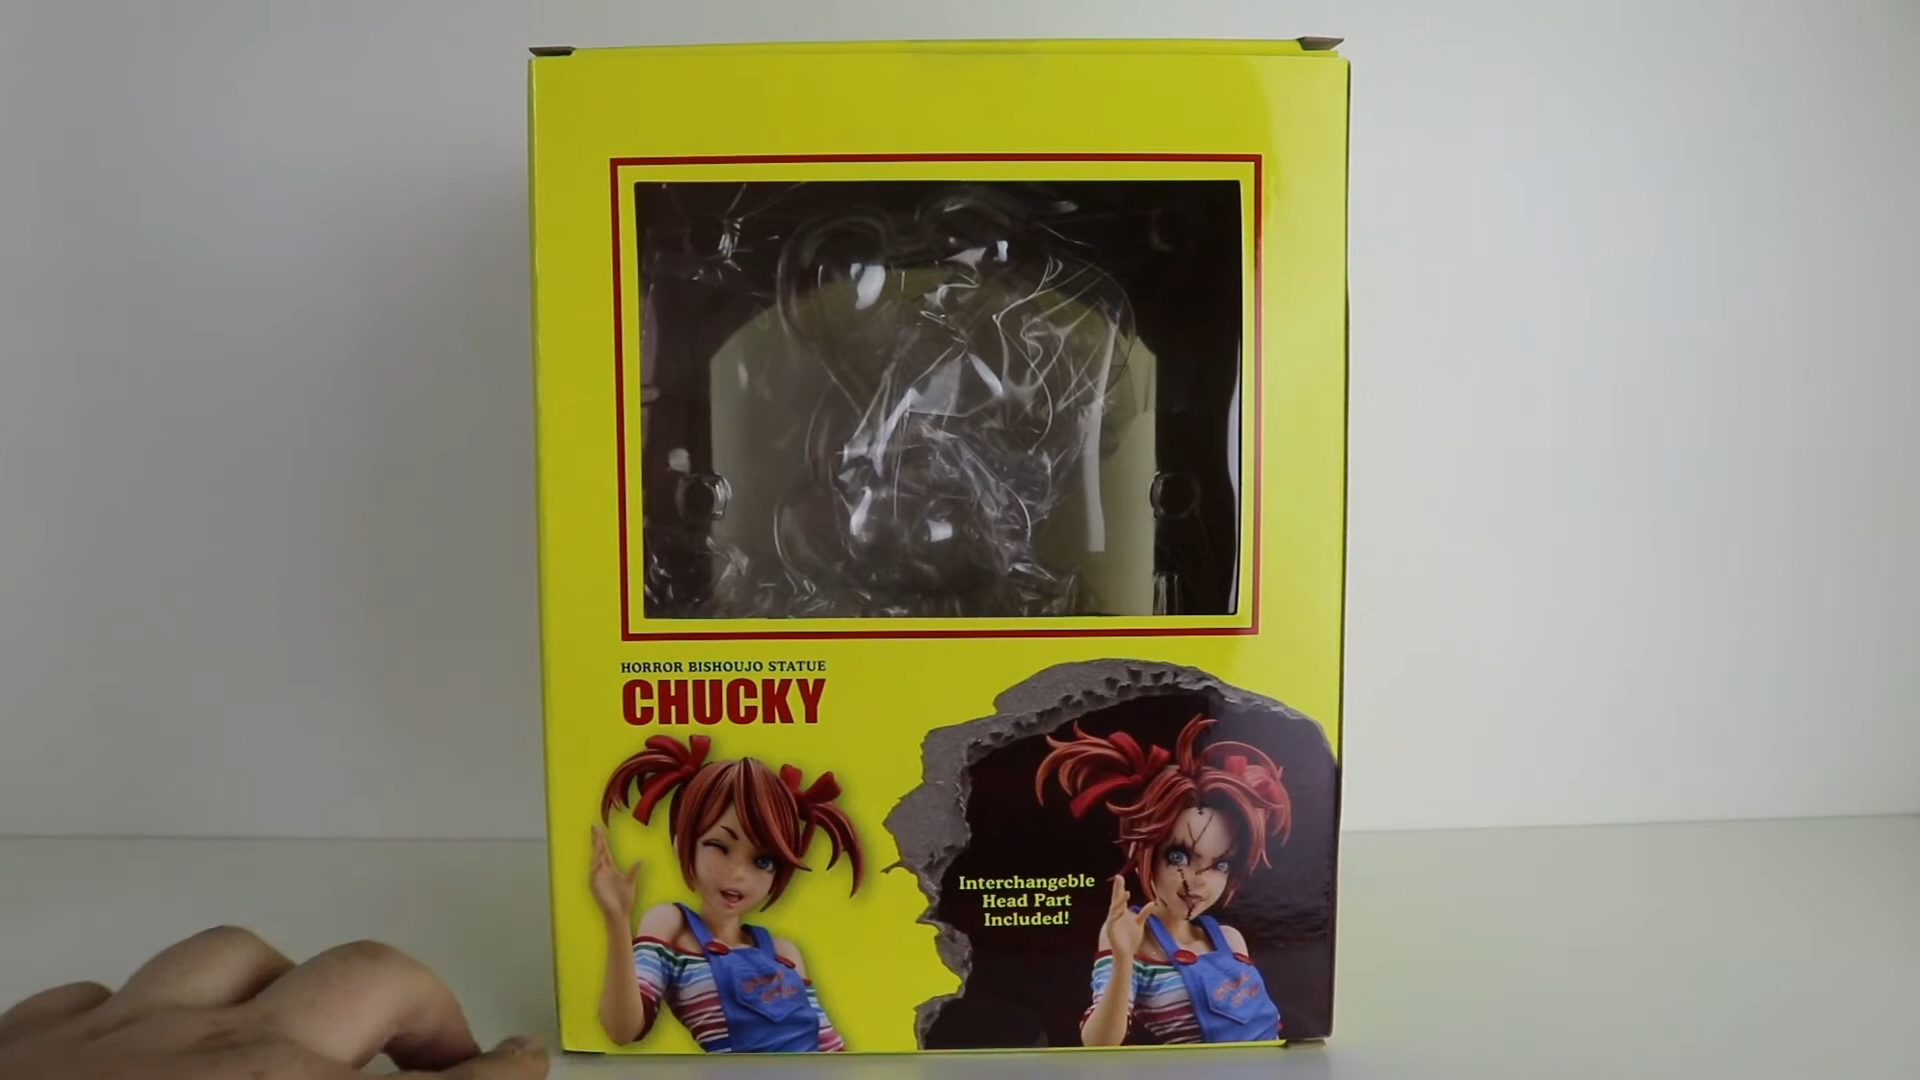 HORROR BISHOUJO STATUE
CHUCKY
Interchangeble
Head Part
Included!